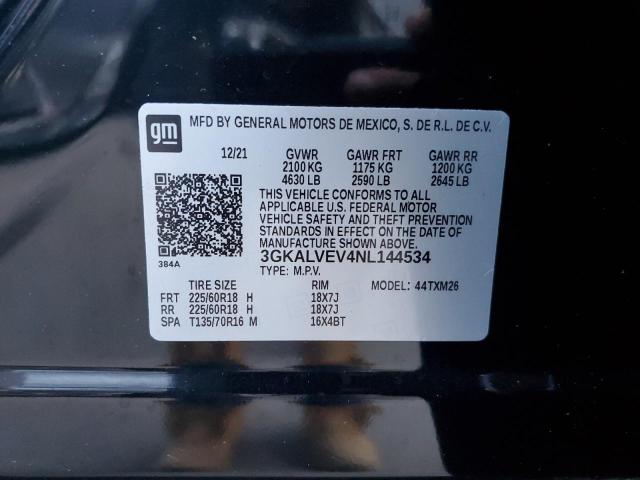 gm
MFD BY GENERAL MOTORS DE MEXICO, S. DE R.L. DE C.V.
12/21 GVWR GAWR FRT GAWR RR
2100 KG 1175 KG 1200 KG
4630 LB 2590 LB 2645 LB
THIS VEHICLE CONFORMS TO ALL
APPLICABLE U.S. FEDERAL MOTOR
VEHICLE SAFETY AND THEFT PREVENTION
STANDARDS IN EFFECT ON THE DATE OF
MANUFACTURE SHOWN ABOVE.
384A
3GKALVEV4NL144534
TYPE: M.P.V.
TIRE SIZE RIM MODEL: 44TXM26
FRT 225/60R18 H 18X7J
RR 225/60R18 H 18X7J
SPA T135/70R16 M 16X4BT